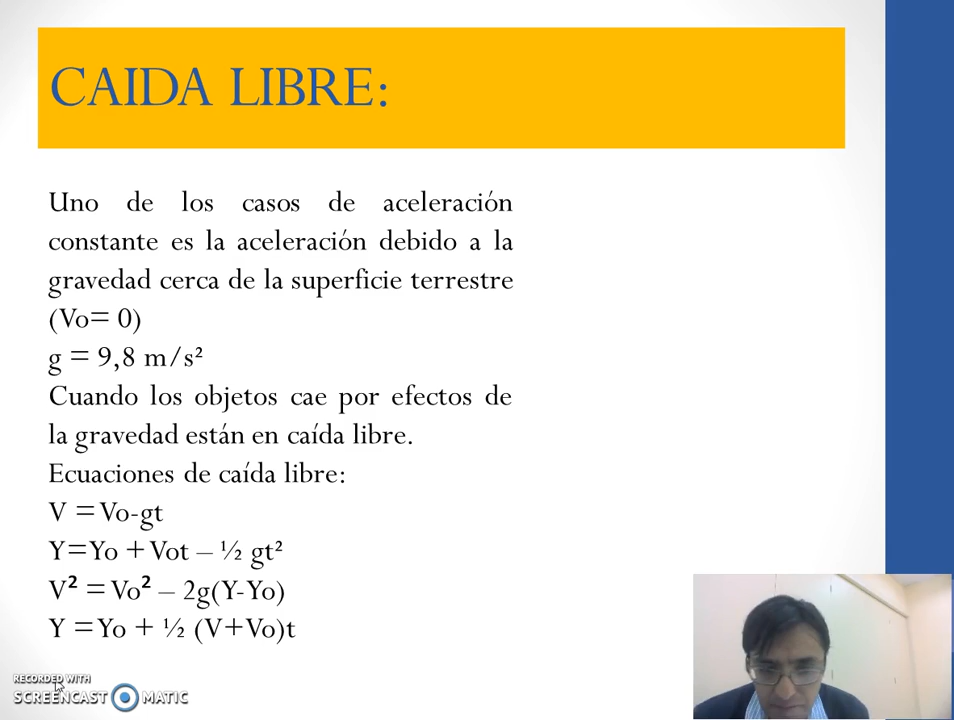 CAIDA LIBRE:
Uno de los casos de aceleración
constante es la aceleración debido a la
gravedad cerca de la superficie terrestre
(Vo= 0)
g = 9,8 m/s²
Cuando los objetos cae por efectos de
la gravedad están en caída libre.
Ecuaciones de caída libre:
V = Vo-gt
Y=Yo + Vot – ½ gt²
V² = Vo² – 2g(Y-Yo)
Y = Yo + ½ (V+Vo)t
RECORDED WITH
SCREENCAST MATIC